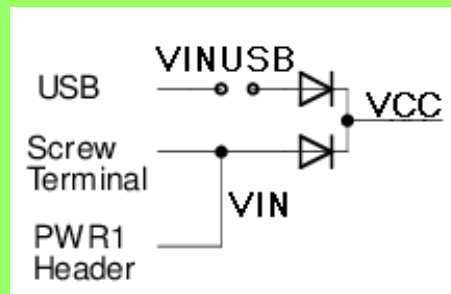 VINUSB
USB
VCC
Screw
Terminal
VIN
PWR1
Header